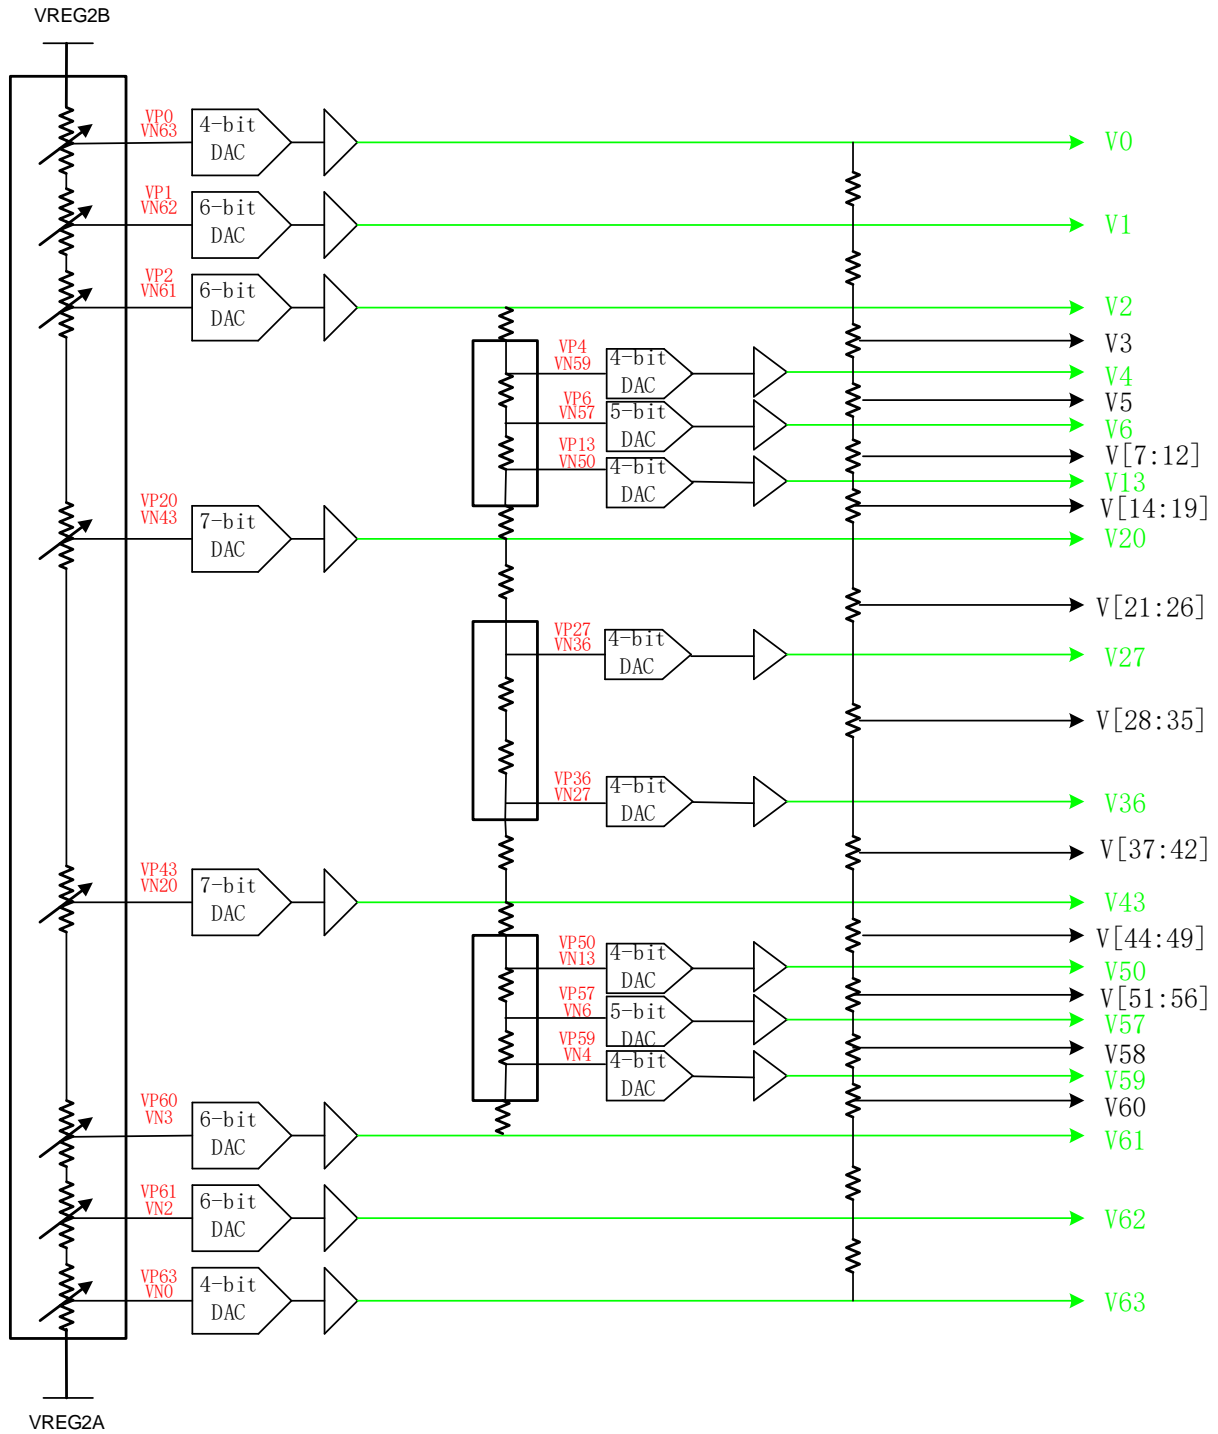 VREG2B
VP0
VN63
4-bit
DAC
V0
VP1
VN62
6-bit
DAC
V1
VP2
VN61
6-bit
DAC
V2
V3
VP4
VN59
4-bit
DAC
V4
V5
VP6
VN57
5-bit
DAC
V6
V[7:12]
VP13
VN50
4-bit
DAC
V13
V[14:19]
VP20
VN43
7-bit
DAC
V20
V[21:26]
VP27
VN36
4-bit
DAC
V27
V[28:35]
VP36
VN27
4-bit
DAC
V36
V[37:42]
VP43
VN20
7-bit
DAC
V43
V[44:49]
VP50
VN13
4-bit
DAC
V50
V[51:56]
VP57
VN6
5-bit
DAC
V57
V58
VP59
VN4
4-bit
DAC
V59
V60
VP60
VN3
6-bit
DAC
V61
VP61
VN2
6-bit
DAC
V62
VP63
VN0
4-bit
DAC
V63
VREG2A